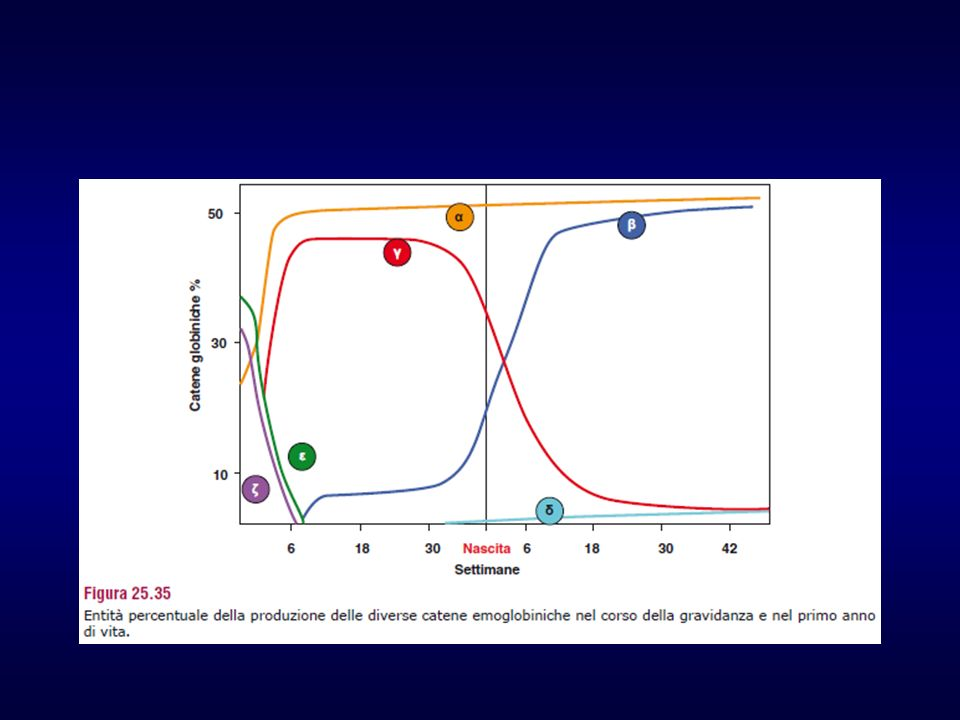 50
30
10
Catene globiniche %
α
β
γ
ε
ζ
δ
6 18 30 Nascita 6 18 30 42
Settimane
Figura 25.35
Entità percentuale della produzione delle diverse catene emoglobiniche nel corso della gravidanza e nel primo anno
di vita.